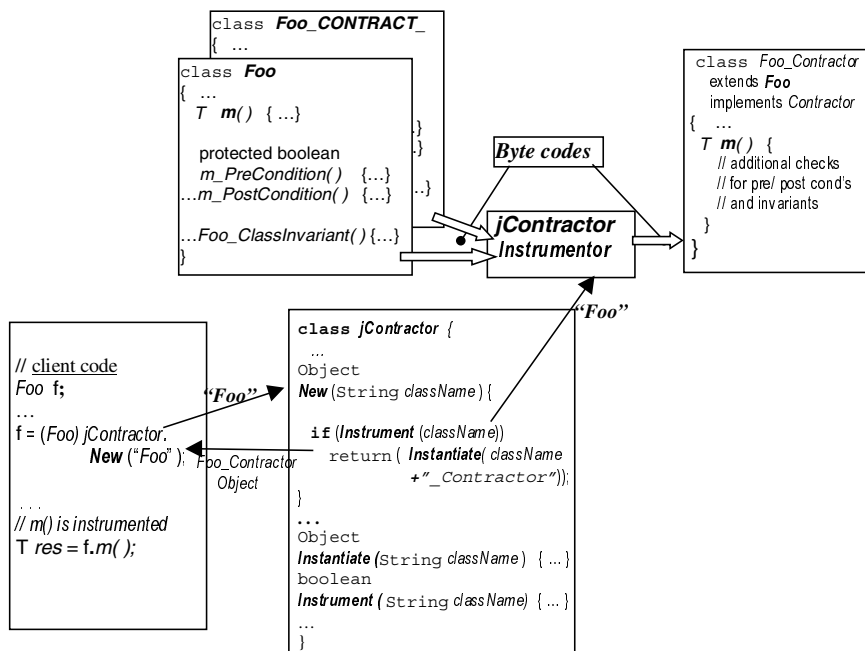 class Foo_CONTRACT_
{ …
…}
…}
…}
class Foo
{ …
T m() { …}
protected boolean
m_PreCondition( ) {…}
…m_PostCondition( ) {…}
…Foo_ClassInvariant( ) {…}
}
Byte codes
jContractor
Instrumentor
class Foo_Contractor
extends Foo
implements Contractor
{ …
T m() {
// additional checks
// for pre/ post cond's
// and invariants
}
}
"Foo"
// client code
Foo f;
…
f = (Foo) jContractor.
New ("Foo" );
. . .
// m() is instrumented
T res = f.m( );
"Foo"
Foo_Contractor
Object
class jContractor {
…
Object
New (String className ) {
if (Instrument (className))
return ( Instantiate( className
+"_Contractor"));
}
...
Object
Instantiate (String className ) { … }
boolean
Instrument ( String className) { … }
…
}